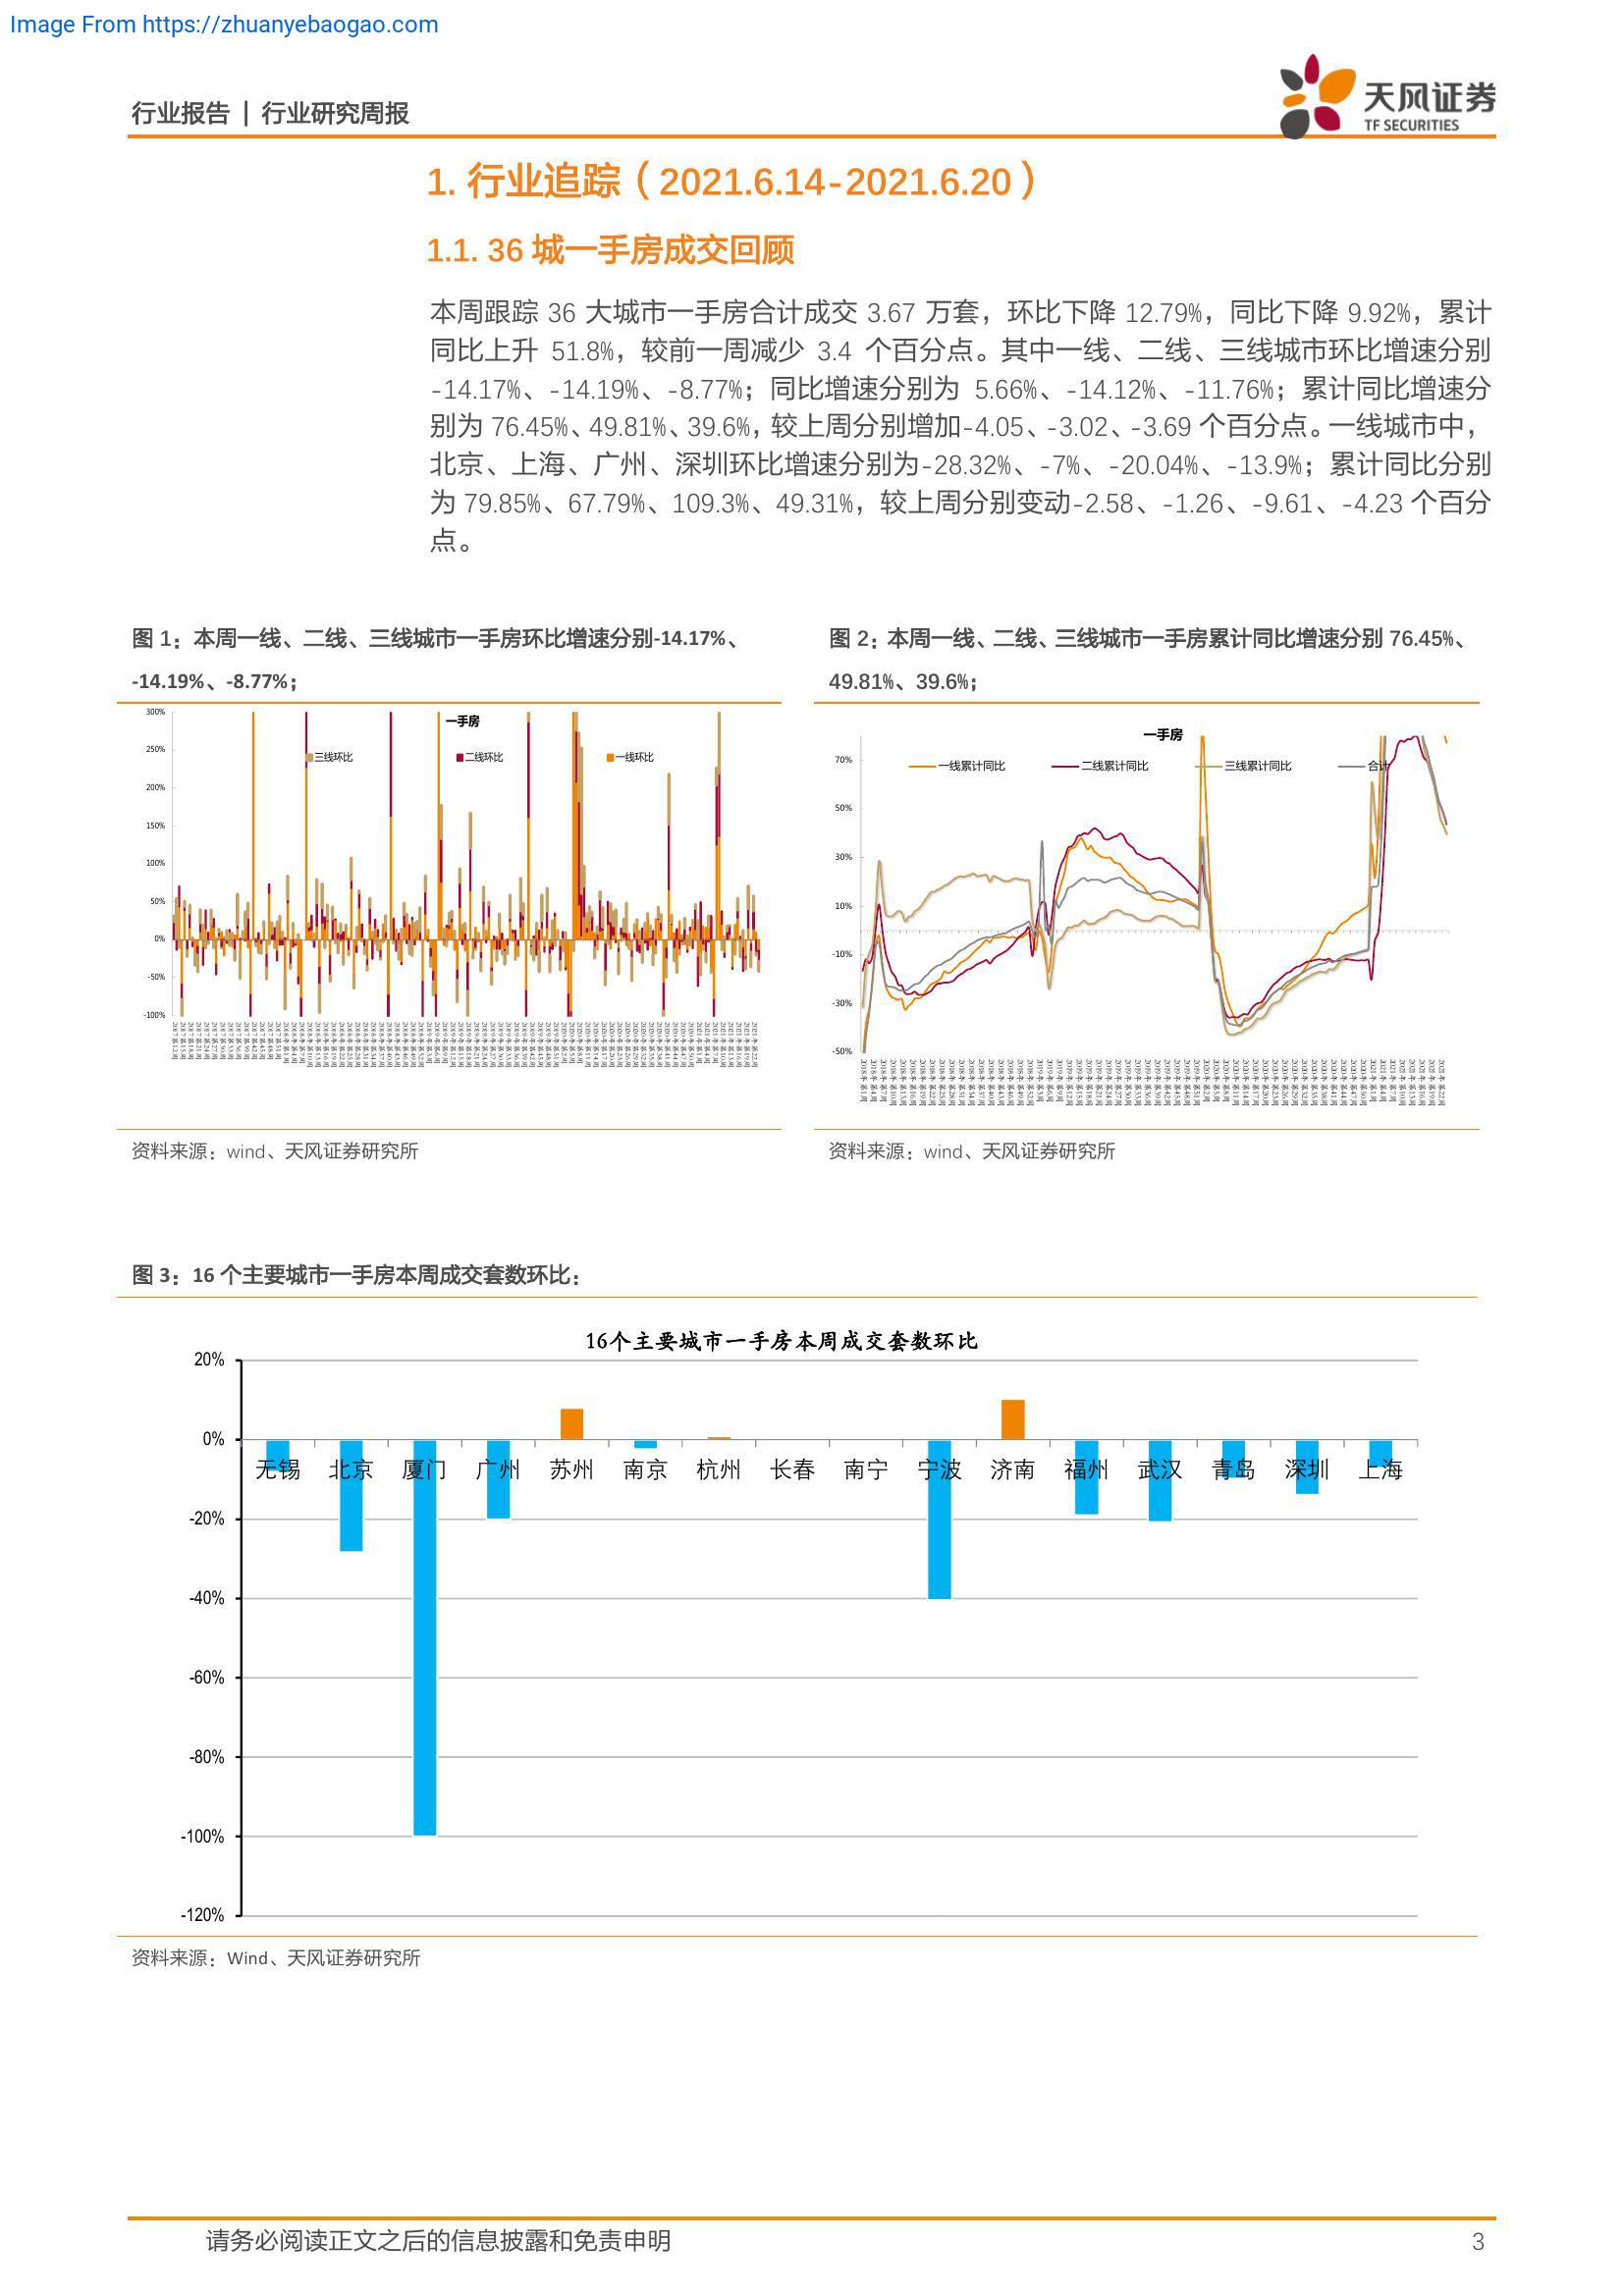 Image From https://zhuanyebaogao.com
行业报告 | 行业研究周报
天风证券
TF SECURITIES
1. 行业追踪（2021.6.14-2021.6.20）
1.1. 36 城一手房成交回顾
本周跟踪 36 大城市一手房合计成交 3.67 万套，环比下降 12.79%，同比下降 9.92%，累计
同比上升 51.8%，较前一周减少 3.4 个百分点。其中一线、二线、三线城市环比增速分别
-14.17%、-14.19%、-8.77%；同比增速分别为 5.66%、-14.12%、-11.76%；累计同比增速分
别为 76.45%、49.81%、39.6%，较上周分别增加-4.05、-3.02、-3.69 个百分点。一线城市中，
北京、上海、广州、深圳环比增速分别为-28.32%、-7%、-20.04%、-13.9%；累计同比分别
为 79.85%、67.79%、109.3%、49.31%，较上周分别变动-2.58、-1.26、-9.61、-4.23 个百分
点。
图 1：本周一线、二线、三线城市一手房环比增速分别-14.17%、
-14.19%、-8.77%；
一手房
三线环比 二线环比 一线环比
300%
250%
200%
150%
100%
50%
0%
-50%
-100%
资料来源：wind、天风证券研究所
图 2：本周一线、二线、三线城市一手房累计同比增速分别 76.45%、
49.81%、39.6%；
一手房
一线累计同比 二线累计同比 三线累计同比 合计
70%
50%
30%
10%
-10%
-30%
-50%
资料来源：wind、天风证券研究所
图 3：16 个主要城市一手房本周成交套数环比：
16个主要城市一手房本周成交套数环比
20%
0%
-20%
-40%
-60%
-80%
-100%
-120%
无锡 北京 厦门 广州 苏州 南京 杭州 长春 南宁 宁波 济南 福州 武汉 青岛 深圳 上海
资料来源：Wind、天风证券研究所
请务必阅读正文之后的信息披露和免责申明
3